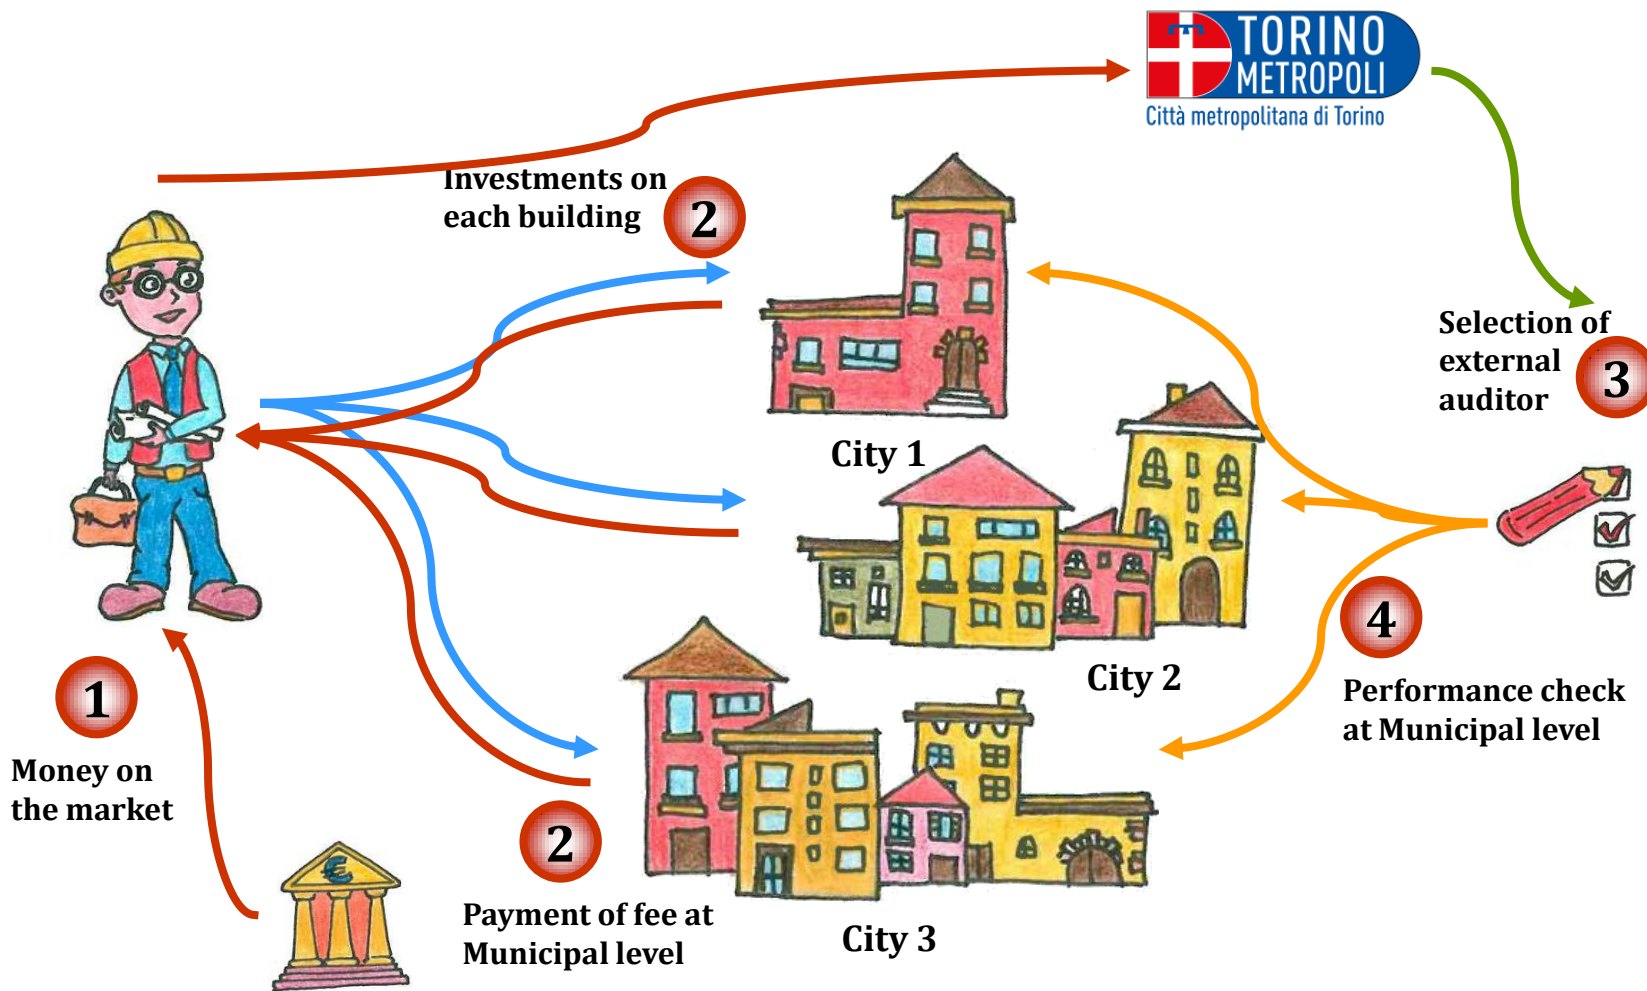 TORINO
METROPOLI
Città metropolitana di Torino
Investments on
each building
2
Selection of
external
auditor
3
City 1
City 2
4
Performance check
at Municipal level
1
Money on
the market
2
Payment of fee at
Municipal level
City 3
€